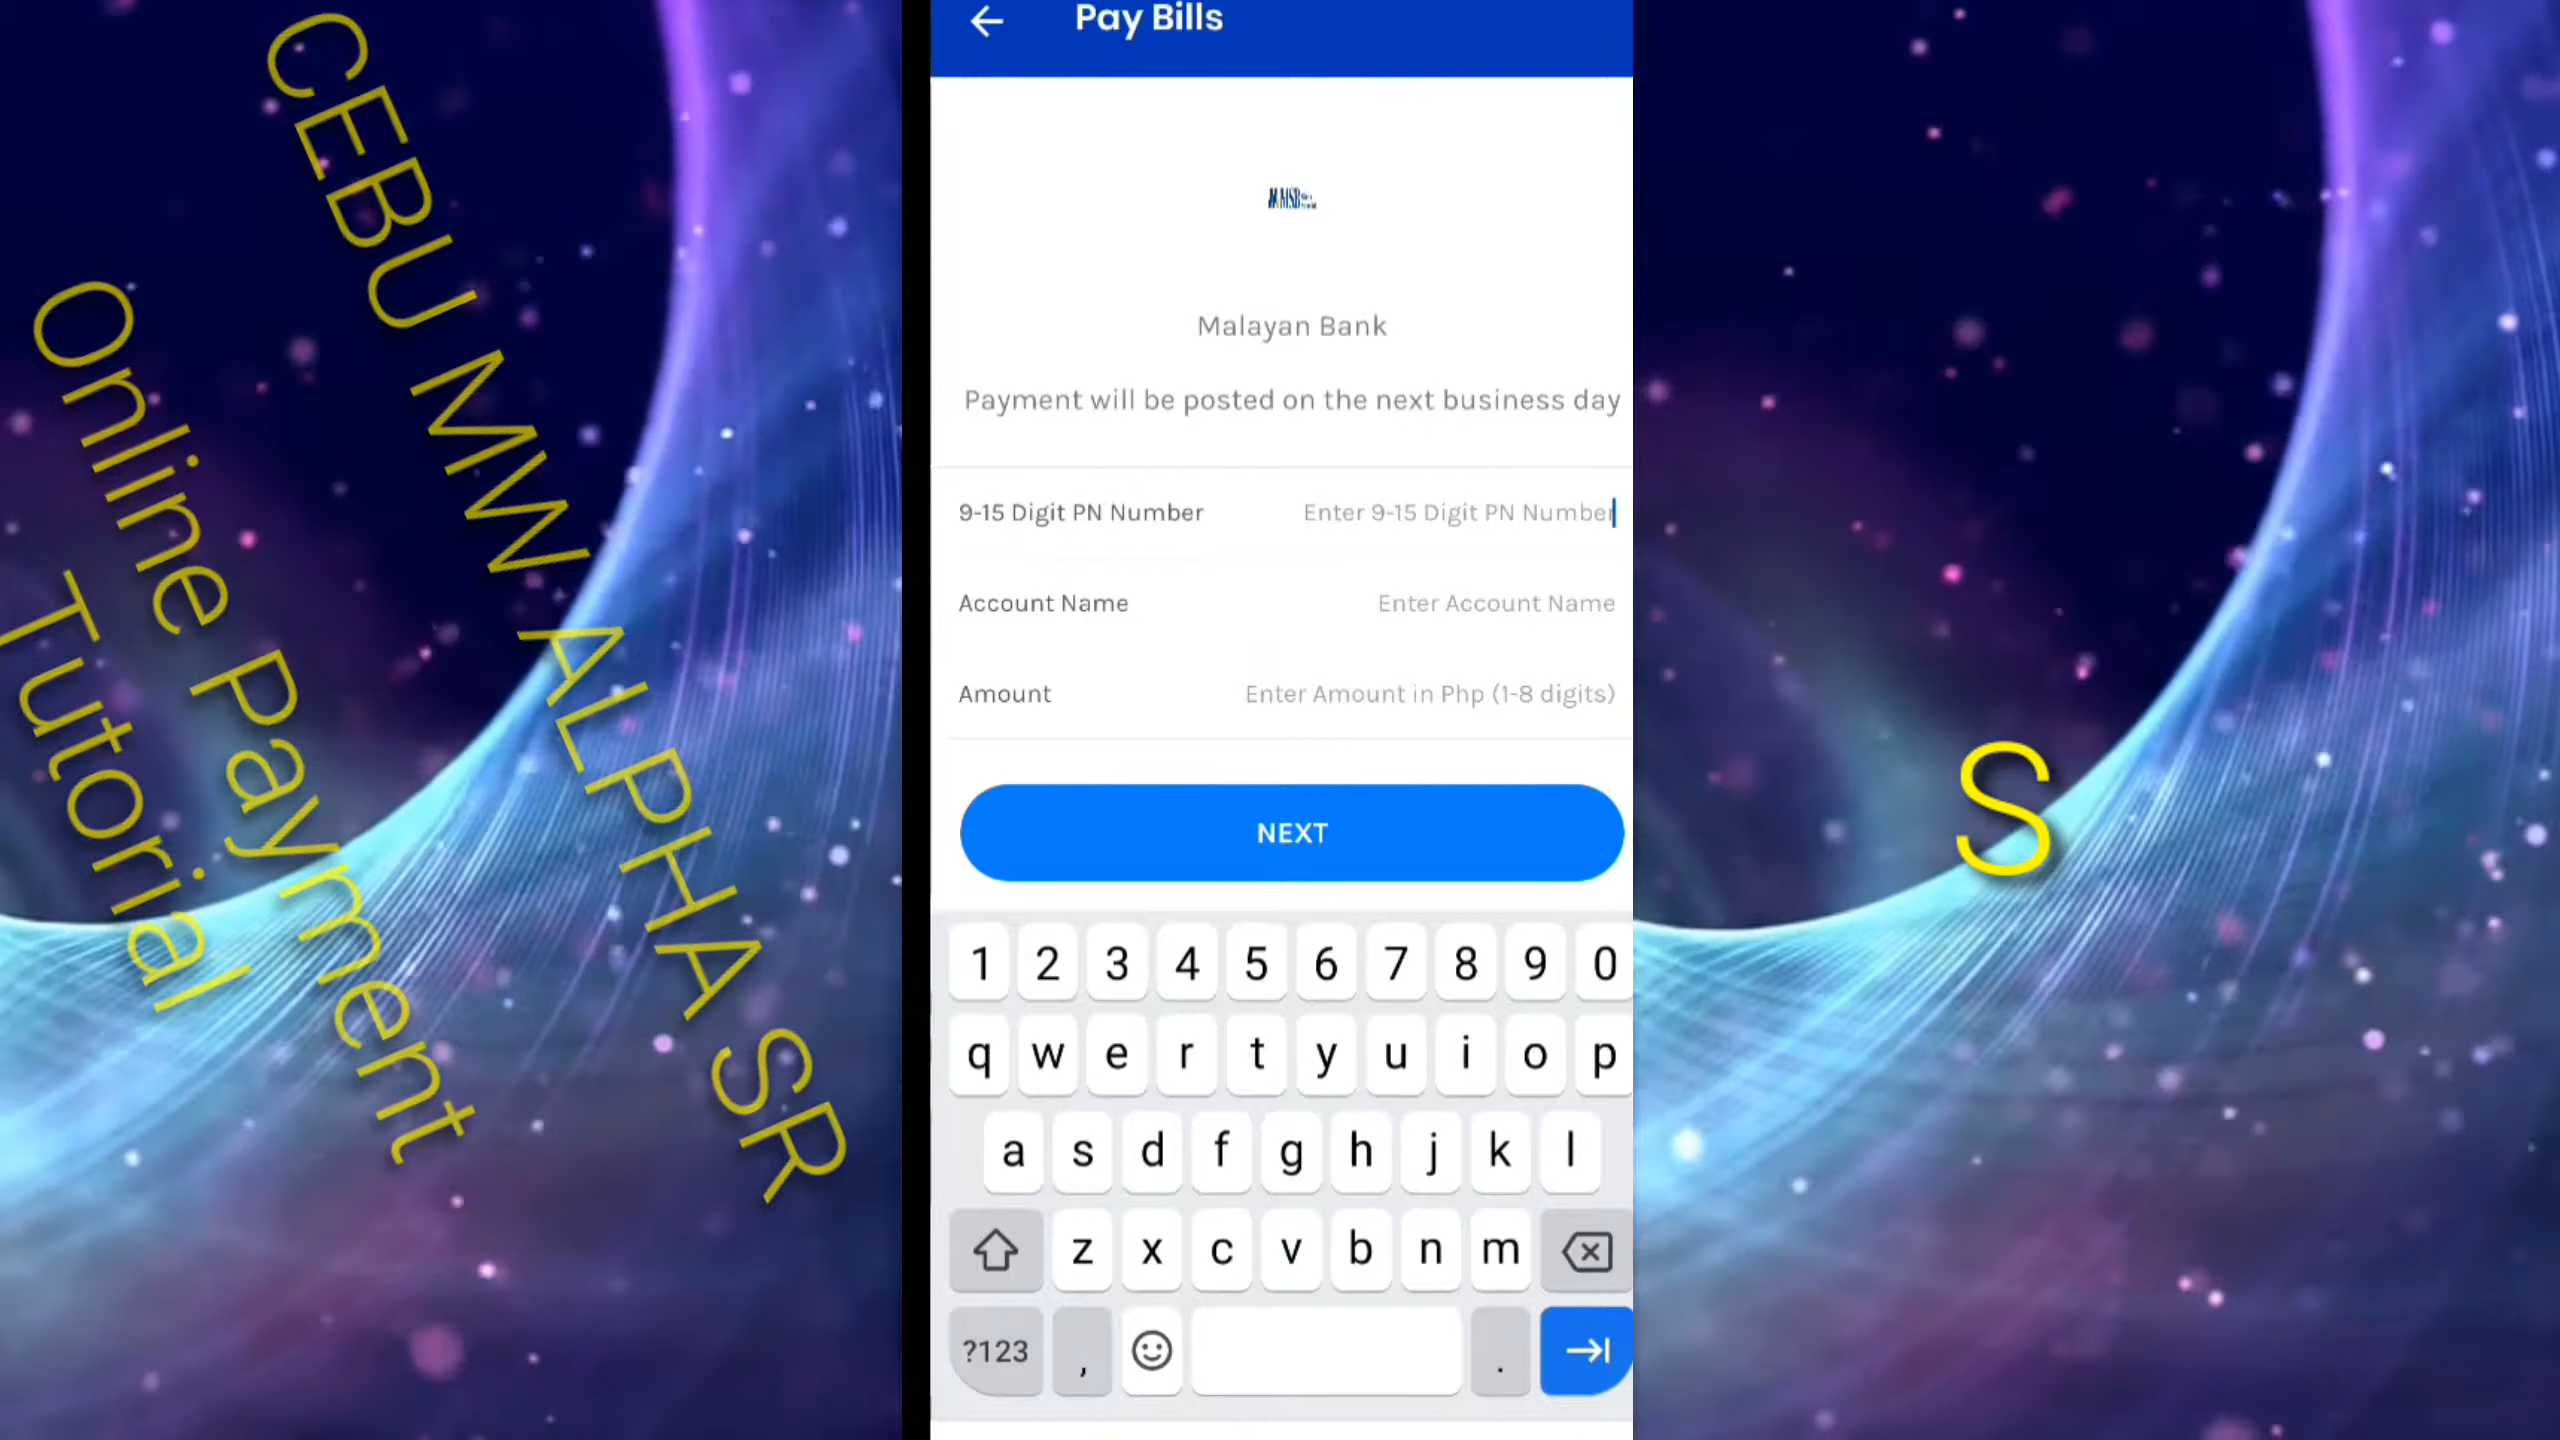 CEBU MW ALPHA SR
Online Payment
Tutorial
Pay Bills
MSB
Malayan Bank
Payment will be posted on the next business day
9-15 Digit PN Number
Enter 9-15 Digit PN Number
Account Name
Enter Account Name
Amount
Enter Amount in Php (1-8 digits)
NEXT
S
1 2 3 4 5 6 7 8 9 0
q w e r t y u i o p
a s d f g h j k l
z x c v b n m
?123 , .